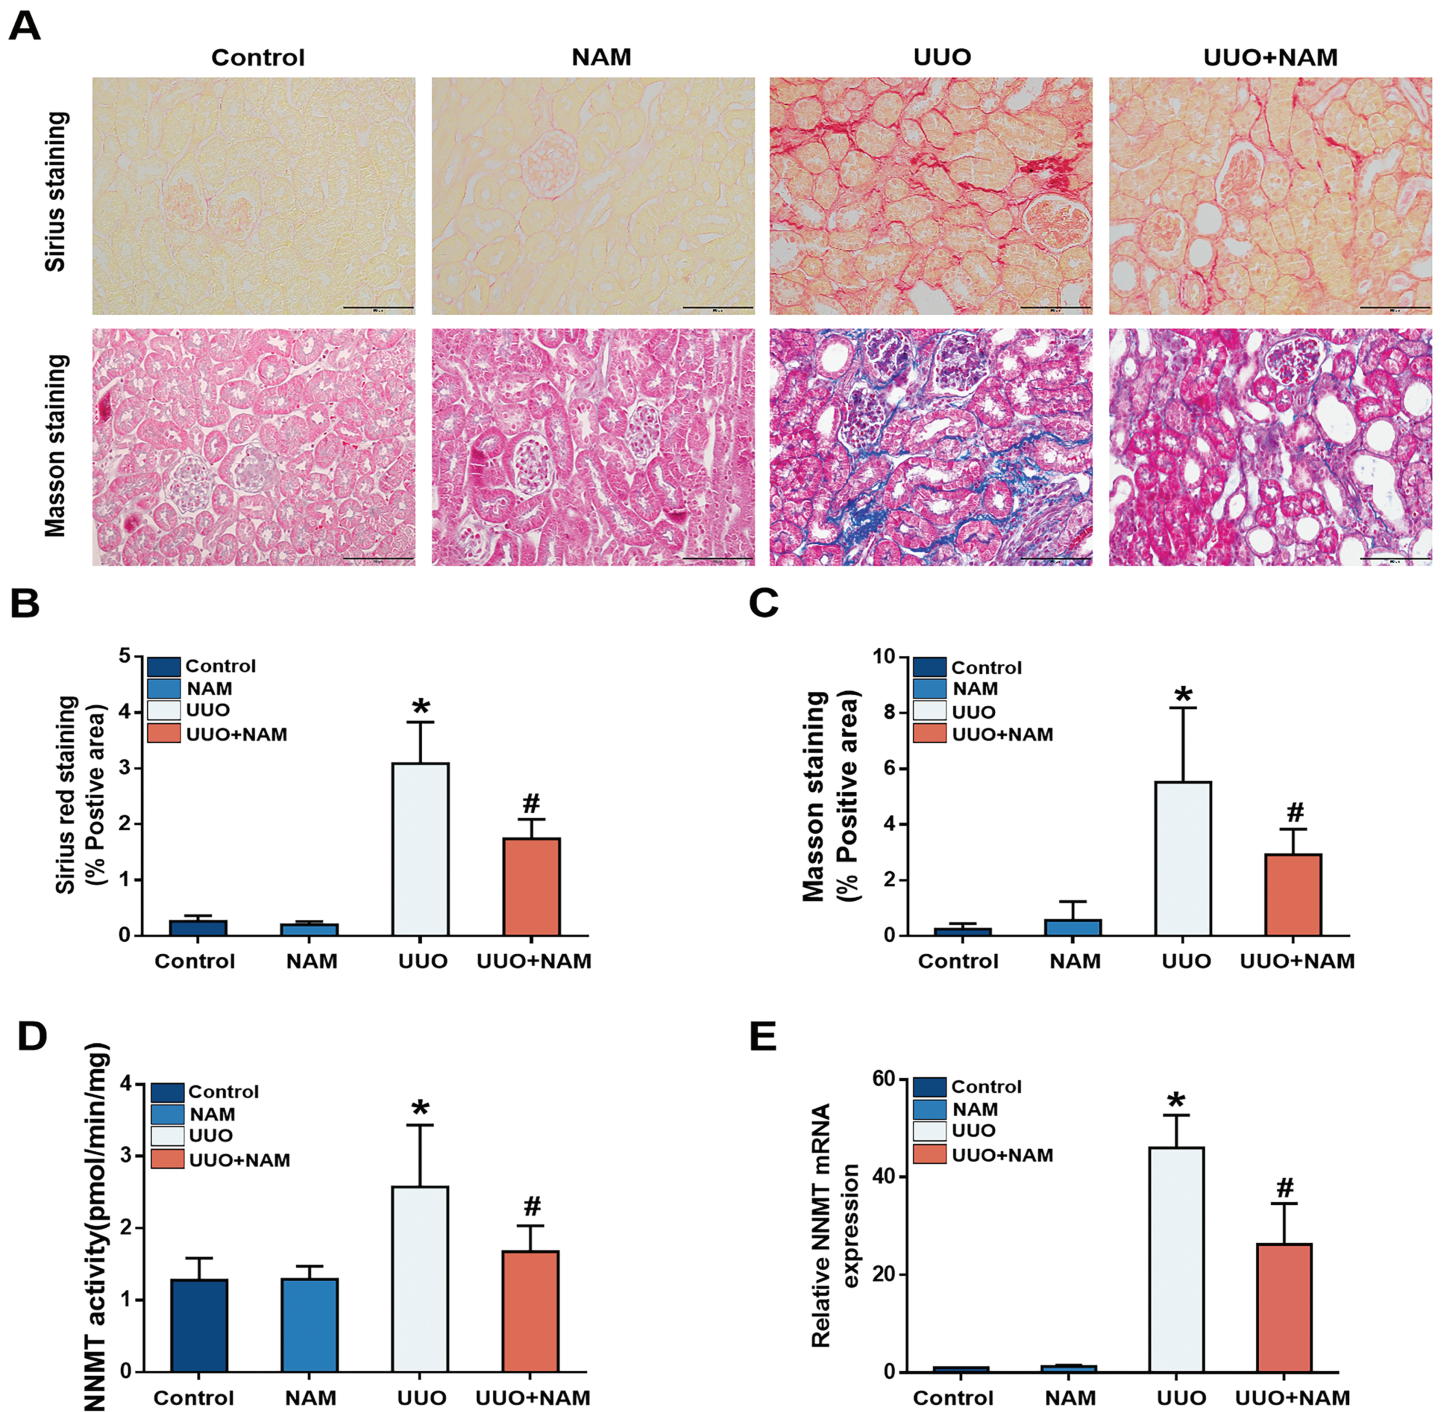 A
Control
NAM
UUO
UUO+NAM
Sirius staining
Masson staining
B
Sirius red staining
(% Postive area)
5
4
3
2
1
0
Control
NAM
UUO
UUO+NAM
*
#
Control
NAM
UUO
UUO+NAM
C
Masson staining
(% Positive area)
10
8
6
4
2
0
Control
NAM
UUO
UUO+NAM
*
#
Control
NAM
UUO
UUO+NAM
D
NNMT activity(pmol/min/mg)
4
3
2
1
0
Control
NAM
UUO
UUO+NAM
*
#
Control
NAM
UUO
UUO+NAM
E
Relative NNMT mRNA
expression
60
40
20
0
Control
NAM
UUO
UUO+NAM
*
#
Control
NAM
UUO
UUO+NAM